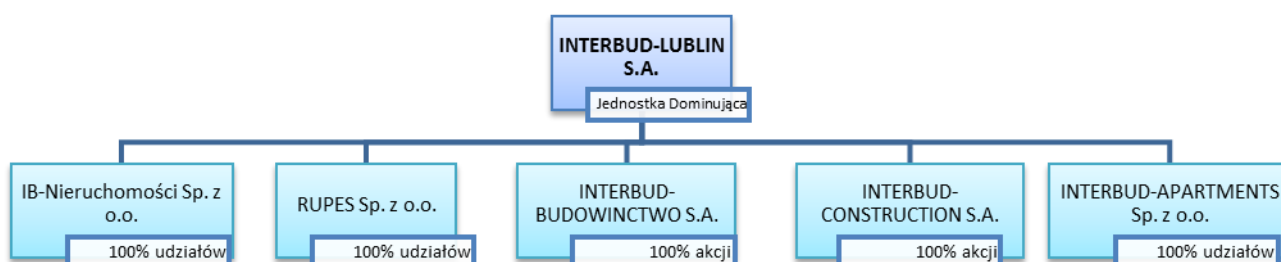 INTERBUD-LUBLIN
S.A.
Jednostka Dominująca
IB-Nieruchomości Sp. z
o.o.
100% udziałów
RUPES Sp. z o.o.
100% udziałów
INTERBUD-
BUDOWINCTWO S.A.
100% akcji
INTERBUD-
CONSTRUCTION S.A.
100% akcji
INTERBUD-APARTMENTS
Sp. z o.o.
100% udziałów